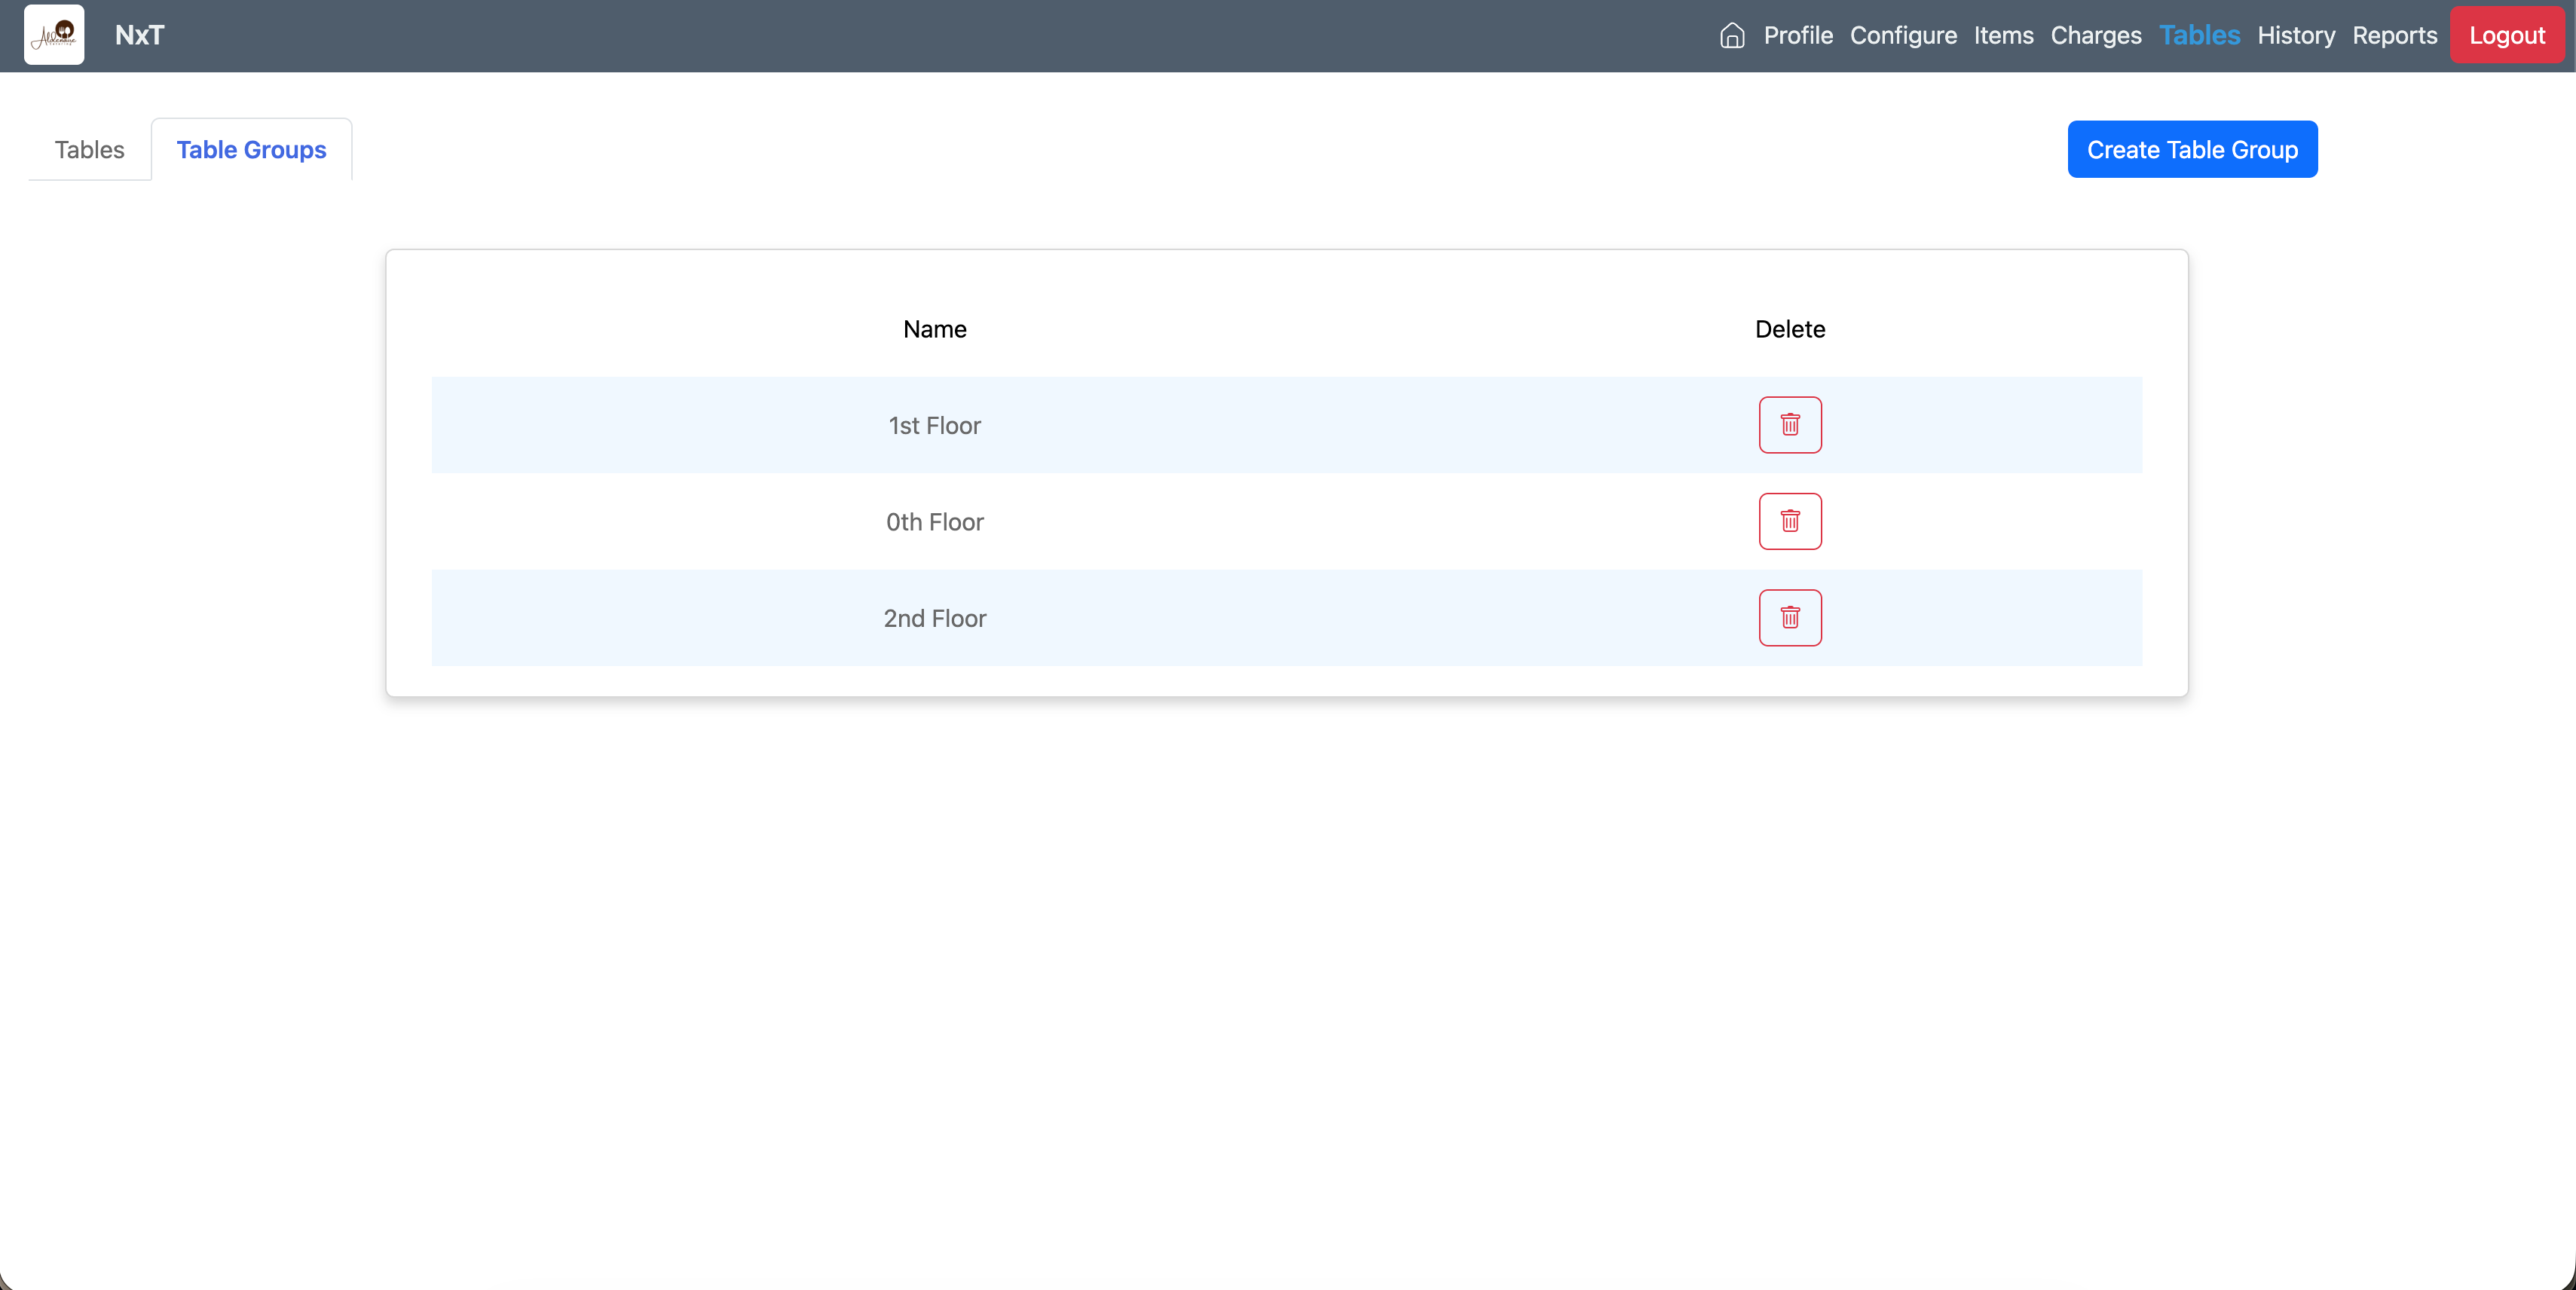 NxT
Profile Configure Items Charges Tables History Reports Logout
Tables Table Groups Create Table Group
Name Delete
1st Floor
0th Floor
2nd Floor